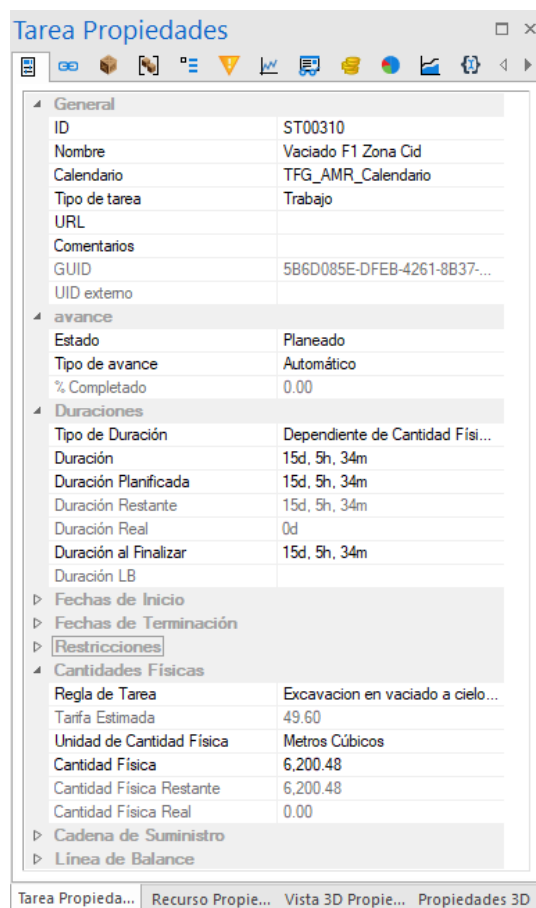 Tarea Propiedades
General
ID ST00310
Nombre Vaciado F1 Zona Cid
Calendario TFG_AMR_Calendario
Tipo de tarea Trabajo
URL
Comentarios
GUID 5B6D085E-DFEB-4261-8B37-...
UID externo
avance
Estado Planeado
Tipo de avance Automático
% Completado 0.00
Duraciones
Tipo de Duración Dependiente de Cantidad Físi...
Duración 15d, 5h, 34m
Duración Planificada 15d, 5h, 34m
Duración Restante 15d, 5h, 34m
Duración Real 0d
Duración al Finalizar 15d, 5h, 34m
Duración LB
Fechas de Inicio
Fechas de Terminación
Restricciones
Cantidades Físicas
Regla de Tarea Excavacion en vaciado a cielo...
Tarifa Estimada 49.60
Unidad de Cantidad Física Metros Cúbicos
Cantidad Física 6,200.48
Cantidad Física Restante 6,200.48
Cantidad Física Real 0.00
Cadena de Suministro
Línea de Balance
Tarea Propieda... Recurso Propie... Vista 3D Propie... Propiedades 3D